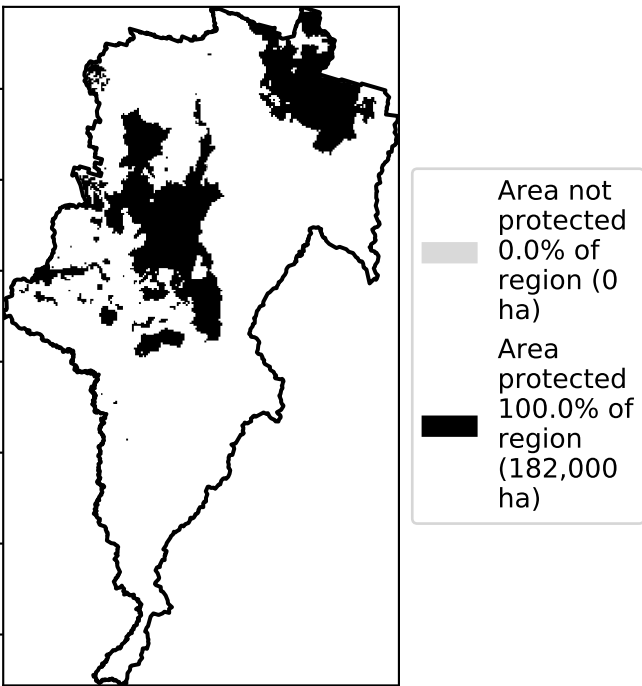 Area not
protected
0.0% of
region (0
ha)
Area
protected
100.0% of
region
(182,000
ha)